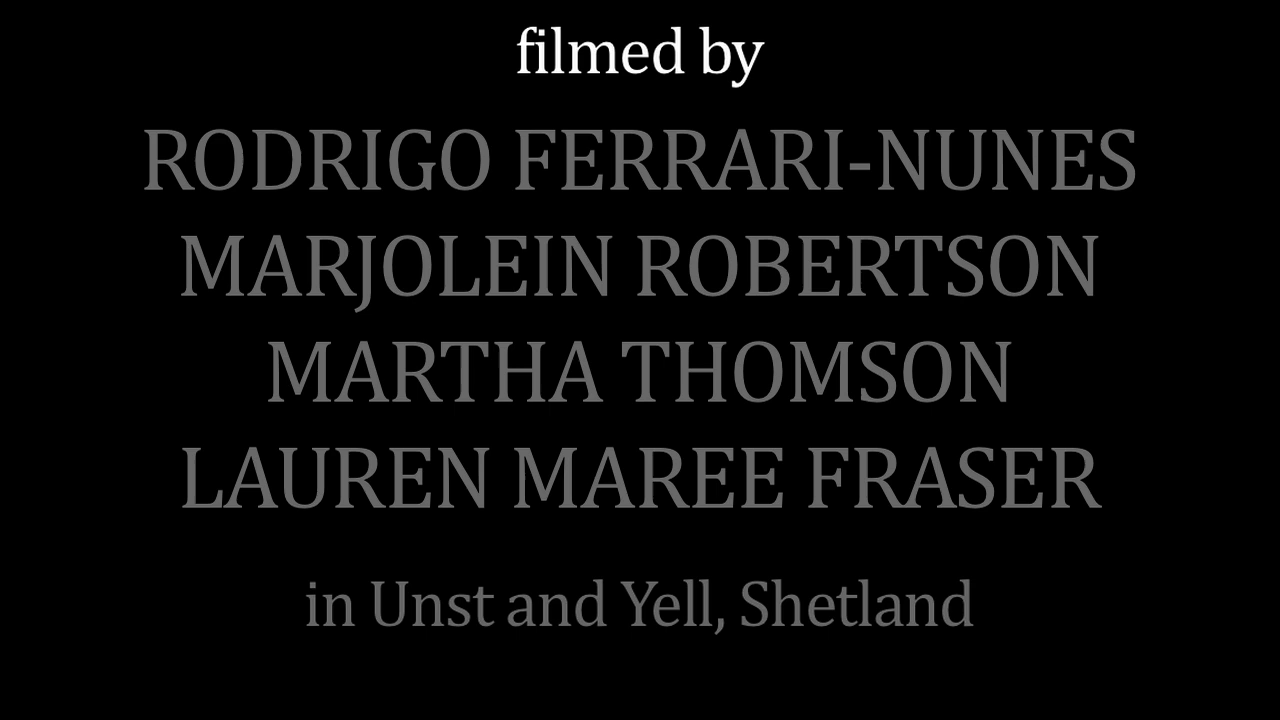 filmed by
RODRIGO FERRARI-NUNES
MARJOLEIN ROBERTSON
MARTHA THOMSON
LAUREN MAREE FRASER
in Unst and Yell, Shetland